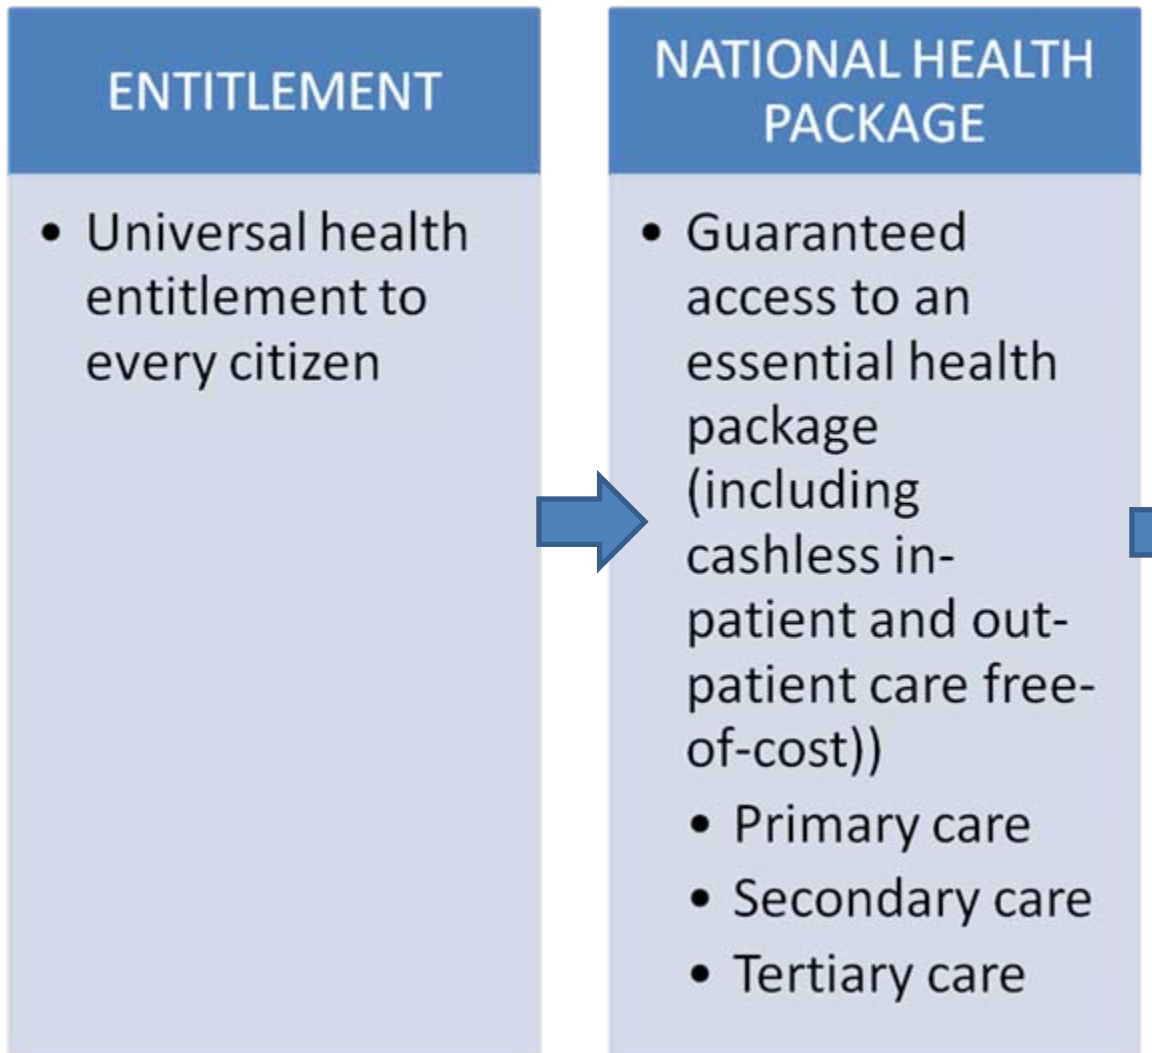 ENTITLEMENT
• Universal health
entitlement to
every citizen
NATIONAL HEALTH
PACKAGE
• Guaranteed
access to an
essential health
package
(including
cashless in-
patient and out-
patient care free-
of-cost))
• Primary care
• Secondary care
• Tertiary care